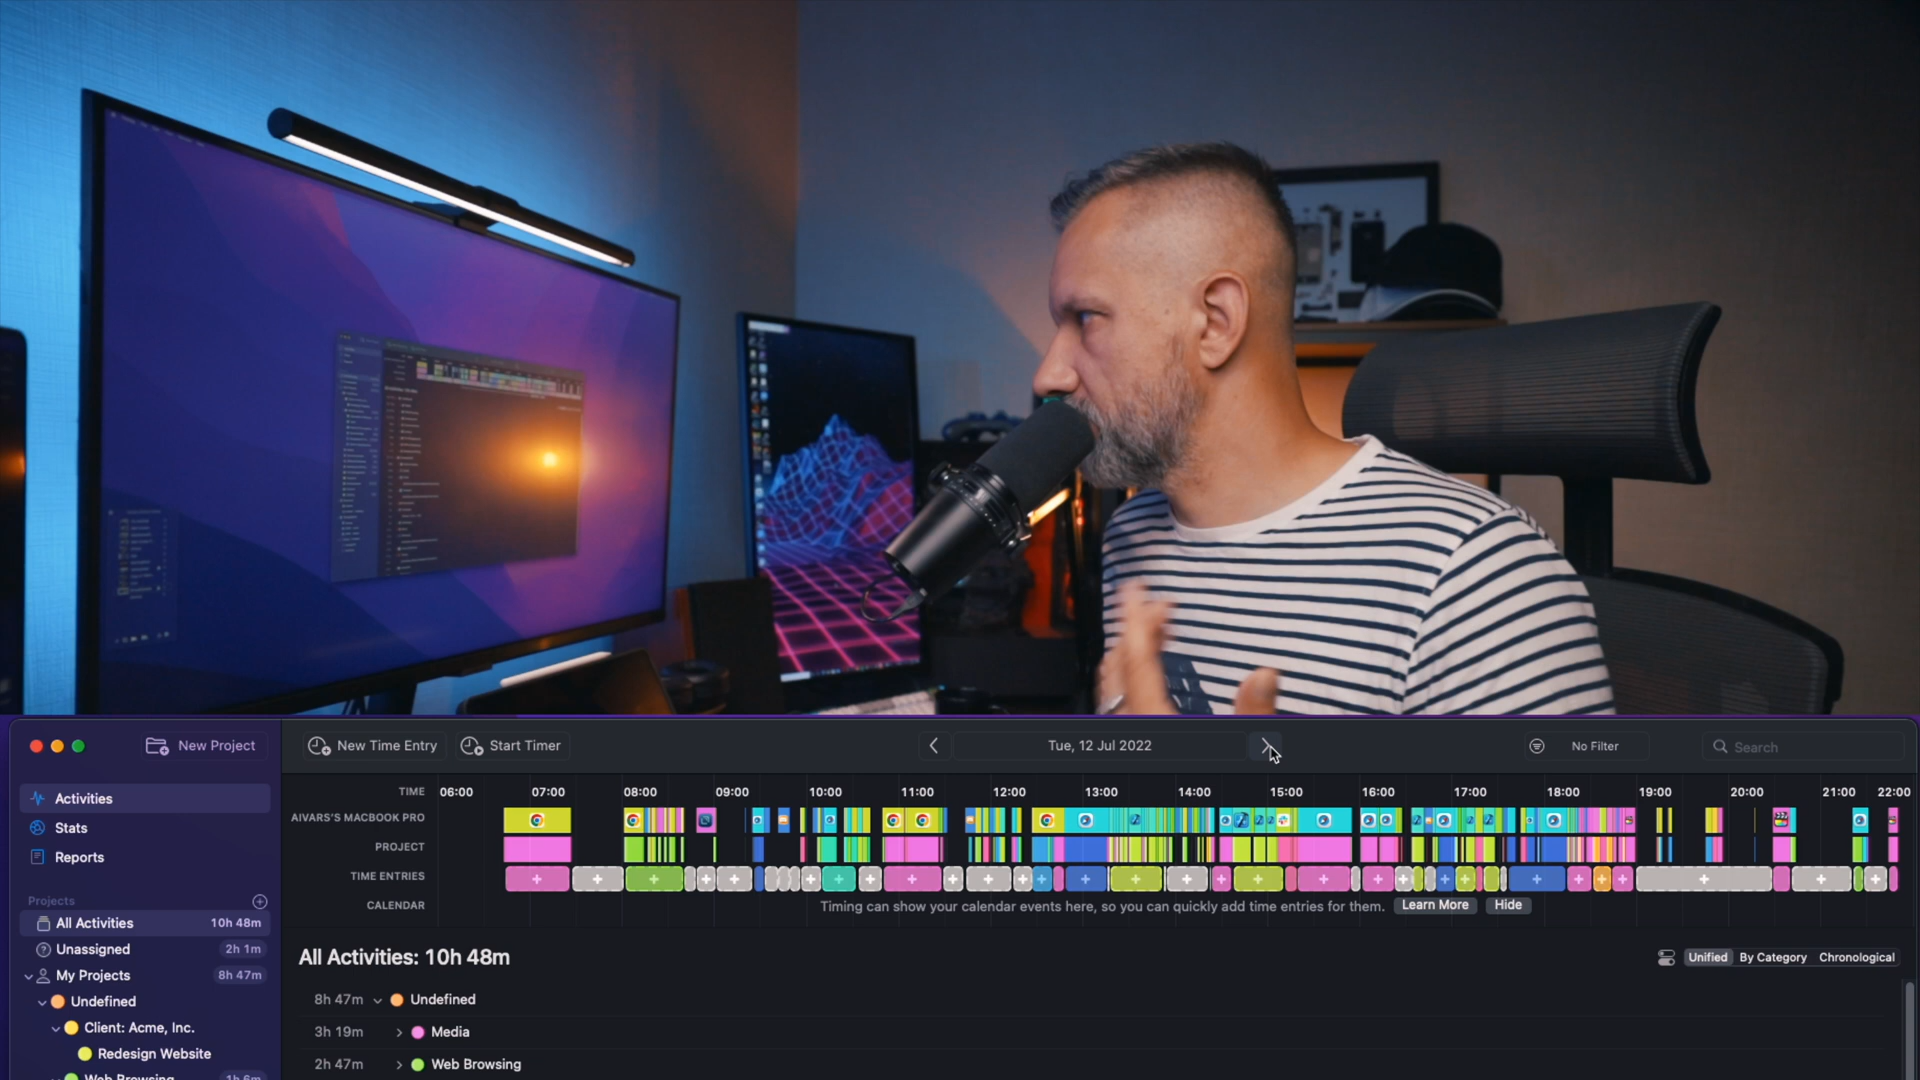 New Project
New Time Entry
Start Timer
Tue, 12 Jul 2022
No Filter
Search
Activities
Stats
Reports
Projects
All Activities 10h 48m
Unassigned 2h 1m
My Projects 8h 47m
Undefined
Client: Acme, Inc.
Redesign Website
Web Browsing 1h 6m
TIME 06:00 07:00 08:00 09:00 10:00 11:00 12:00 13:00 14:00 15:00 16:00 17:00 18:00 19:00 20:00 21:00 22:00
AIVARS'S MACBOOK PRO
PROJECT
TIME ENTRIES
CALENDAR
Timing can show your calendar events here, so you can quickly add time entries for them. Learn More Hide
All Activities: 10h 48m
Unified By Category Chronological
8h 47m Undefined
3h 19m Media
2h 47m Web Browsing